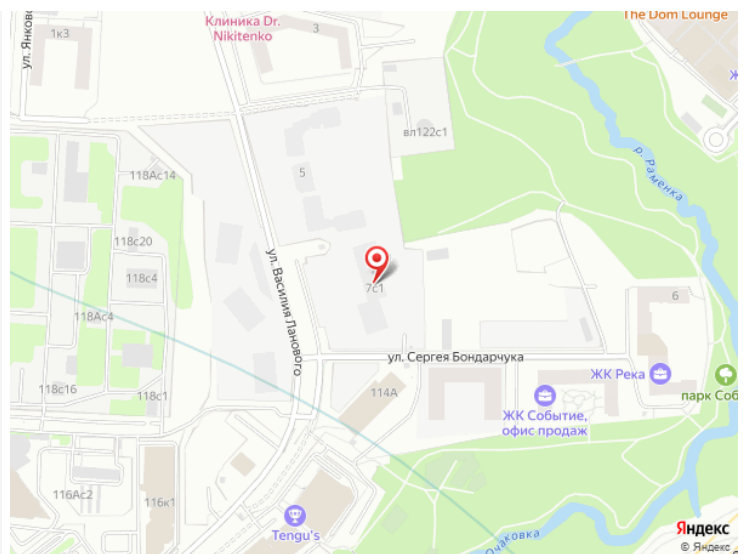 The Dom Lounge
Клиника Dr.
Nikitenko
3
1к3
ул. Янково
вл122с1
р. Раменка
Ж
118Ас14
5
118с20
118с4
118Ас4
7с1
6
ул. Василия Ланового
ул. Сергея Бондарчука
ЖК Река
118с16
118с1
114А
парк Соб
ЖК Событие,
офис продаж
116Ас2
116к1
Tengu's
Очаковка
Яндекс
© Яндекс